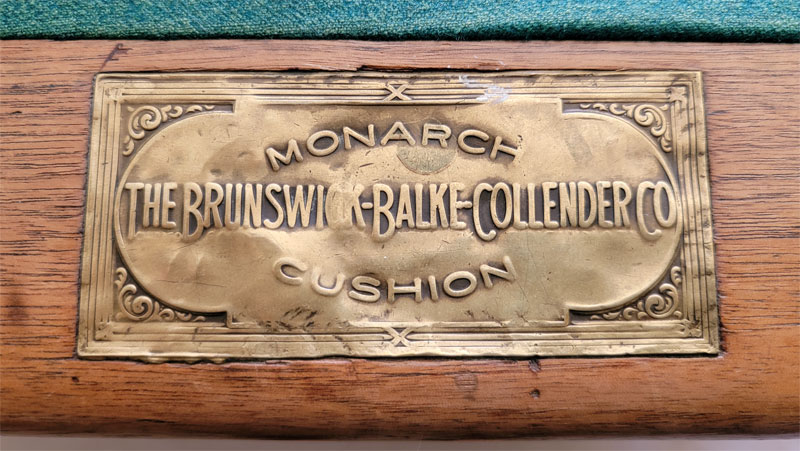 MONARCH
THE BRUNSWICK-BALKE-COLLENDER CO
CUSHION